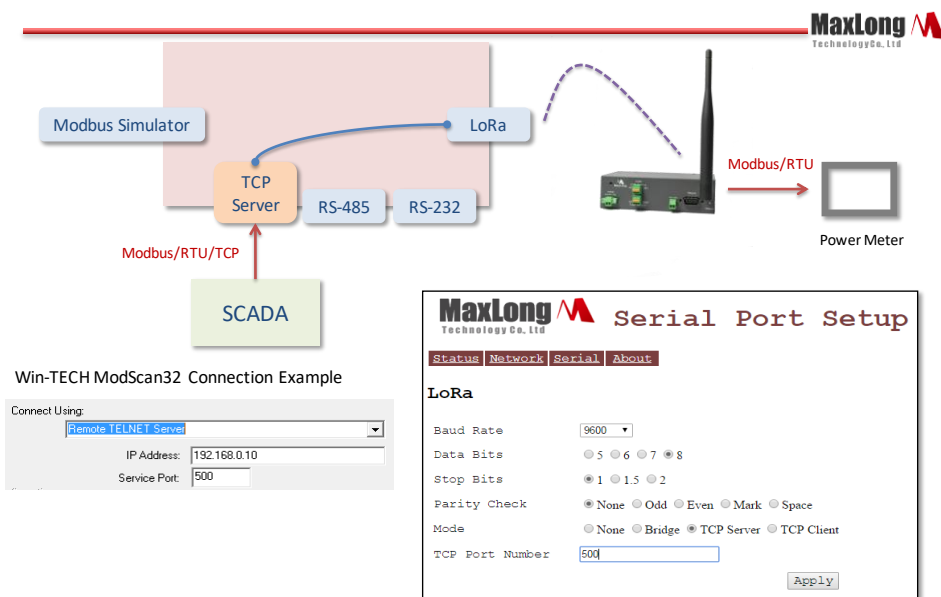 MaxLong
Technology Co., Ltd
Modbus Simulator
LoRa
TCP
Server
RS-485
RS-232
Modbus/RTU
Modbus/RTU/TCP
Power Meter
SCADA
Win-TECH ModScan32 Connection Example
Connect Using:
Remote TELNET Server
IP Address: 192.168.0.10
Service Port: 500
MaxLong
Technology Co., Ltd
Serial Port Setup
Status Network Serial About
LoRa
Baud Rate 9600
Data Bits 5 6 7 8
Stop Bits 1 1.5 2
Parity Check None Odd Even Mark Space
Mode None Bridge TCP Server TCP Client
TCP Port Number 500
Apply